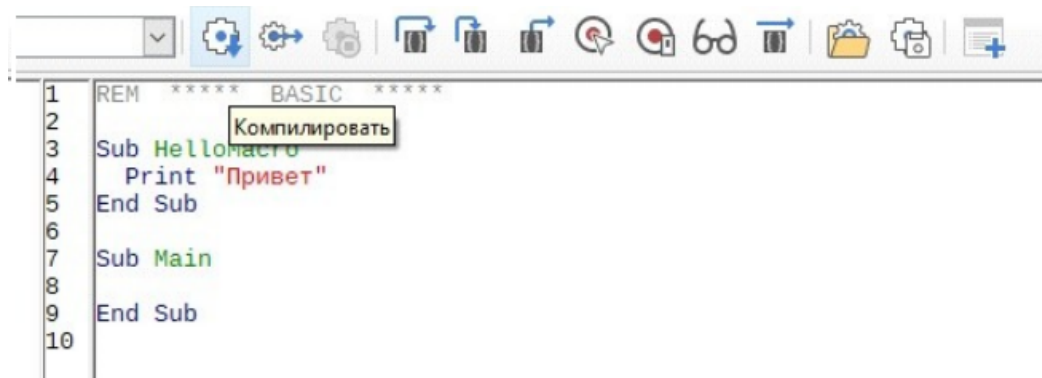 1 REM ***** BASIC *****
2
Компилировать
3 Sub HelloMacro
4 Print "Привет"
5 End Sub
6
7 Sub Main
8
9 End Sub
10